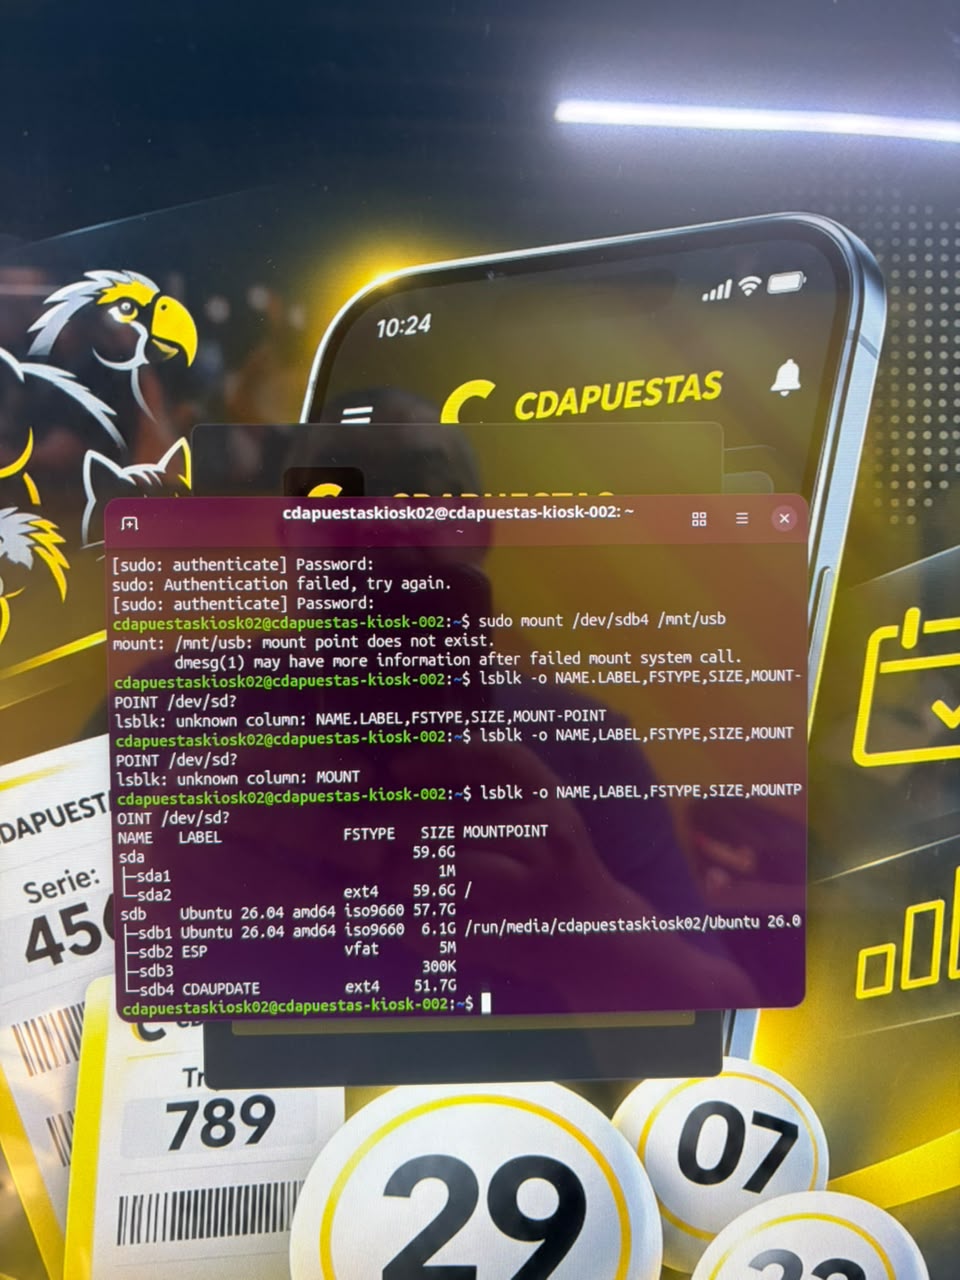 10:24
CDAPUESTAS
cdapuestaskiosk02@cdapuestas-kiosk-002: ~
~
[sudo: authenticate] Password:
sudo: Authentication failed, try again.
[sudo: authenticate] Password:
cdapuestaskiosk02@cdapuestas-kiosk-002:~$ sudo mount /dev/sdb4 /mnt/usb
mount: /mnt/usb: mount point does not exist.
dmesg(1) may have more information after failed mount system call.
cdapuestaskiosk02@cdapuestas-kiosk-002:~$ lsblk -o NAME.LABEL,FSTYPE,SIZE,MOUNT-
POINT /dev/sd?
lsblk: unknown column: NAME.LABEL,FSTYPE,SIZE,MOUNT-POINT
cdapuestaskiosk02@cdapuestas-kiosk-002:~$ lsblk -o NAME,LABEL,FSTYPE,SIZE,MOUNT
POINT /dev/sd?
lsblk: unknown column: MOUNT
cdapuestaskiosk02@cdapuestas-kiosk-002:~$ lsblk -o NAME,LABEL,FSTYPE,SIZE,MOUNTP
OINT /dev/sd?
NAME LABEL FSTYPE SIZE MOUNTPOINT
sda 59.6G
├─sda1 1M
└─sda2 ext4 59.6G /
sdb Ubuntu 26.04 amd64 iso9660 57.7G
├─sdb1 Ubuntu 26.04 amd64 iso9660 6.1G /run/media/cdapuestaskiosk02/Ubuntu 26.0
├─sdb2 ESP vfat 5M
├─sdb3 300K
└─sdb4 CDAUPDATE ext4 51.7G
cdapuestaskiosk02@cdapuestas-kiosk-002:~$
DAPUEST
Serie:
456
Tr
789
29
07